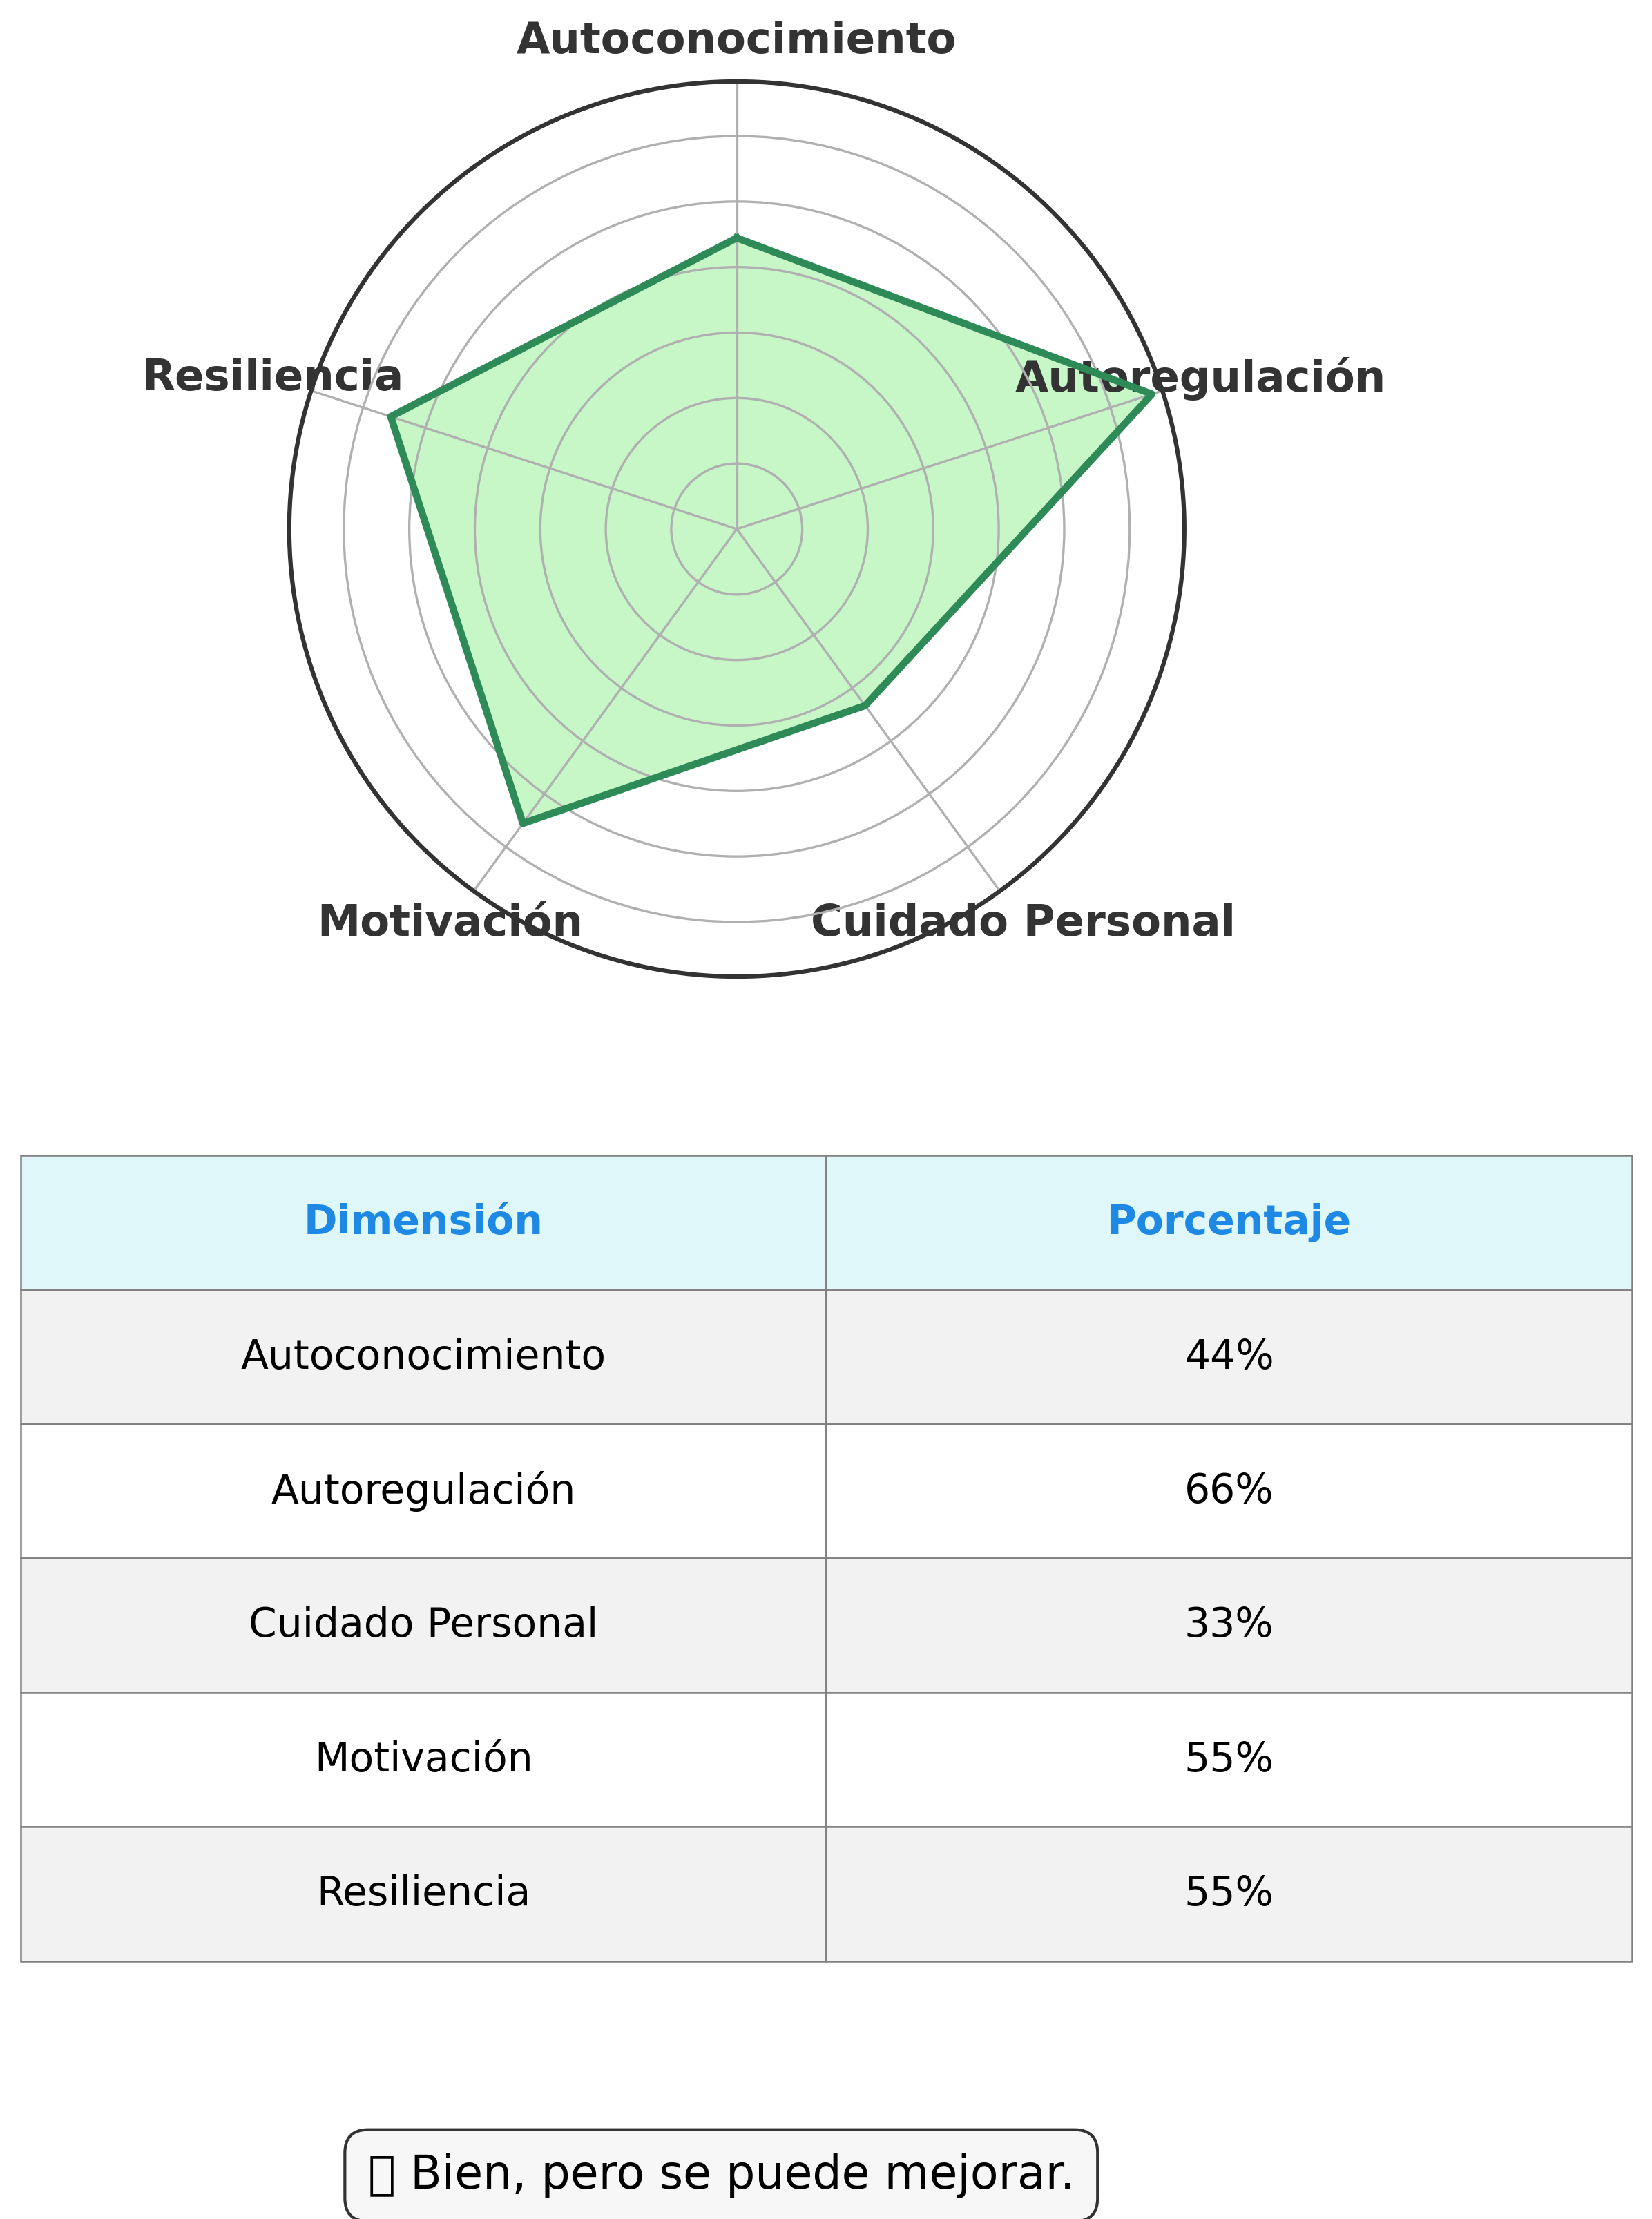 Autoconocimiento
Resiliencia
Autoregulación
Motivación
Cuidado Personal
Dimensión Porcentaje
Autoconocimiento 44%
Autoregulación 66%
Cuidado Personal 33%
Motivación 55%
Resiliencia 55%
Bien, pero se puede mejorar.